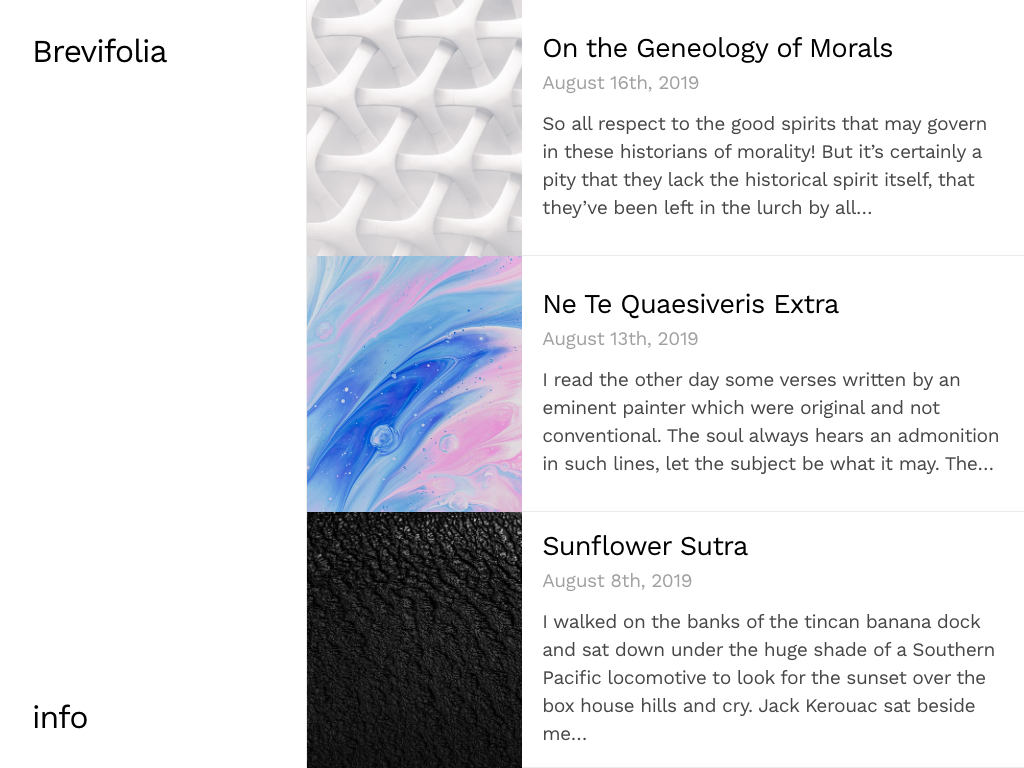 Brevifolia
info
On the Geneology of Morals
August 16th, 2019
So all respect to the good spirits that may govern
in these historians of morality! But it’s certainly a
pity that they lack the historical spirit itself, that
they’ve been left in the lurch by all...
Ne Te Quaesiveris Extra
August 13th, 2019
I read the other day some verses written by an
eminent painter which were original and not
conventional. The soul always hears an admonition
in such lines, let the subject be what it may. The...
Sunflower Sutra
August 8th, 2019
I walked on the banks of the tincan banana dock
and sat down under the huge shade of a Southern
Pacific locomotive to look for the sunset over the
box house hills and cry. Jack Kerouac sat beside
me...